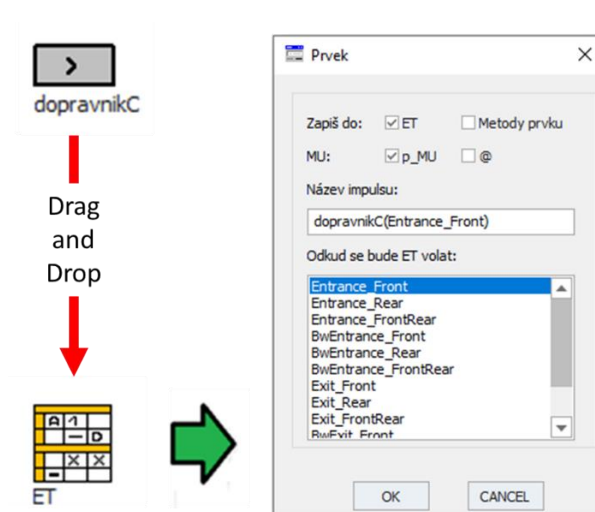 dopravnikC
Drag
and
Drop
ET
Prvek
Zapiš do: ET Metody prvku
MU: p_MU @
Název impulsu:
dopravnikC(Entrance_Front)
Odkud se bude ET volat:
Entrance_Front
Entrance_Rear
Entrance_FrontRear
BwEntrance_Front
BwEntrance_Rear
BwEntrance_FrontRear
Exit_Front
Exit_Rear
Exit_FrontRear
BwExit_Front
OK CANCEL